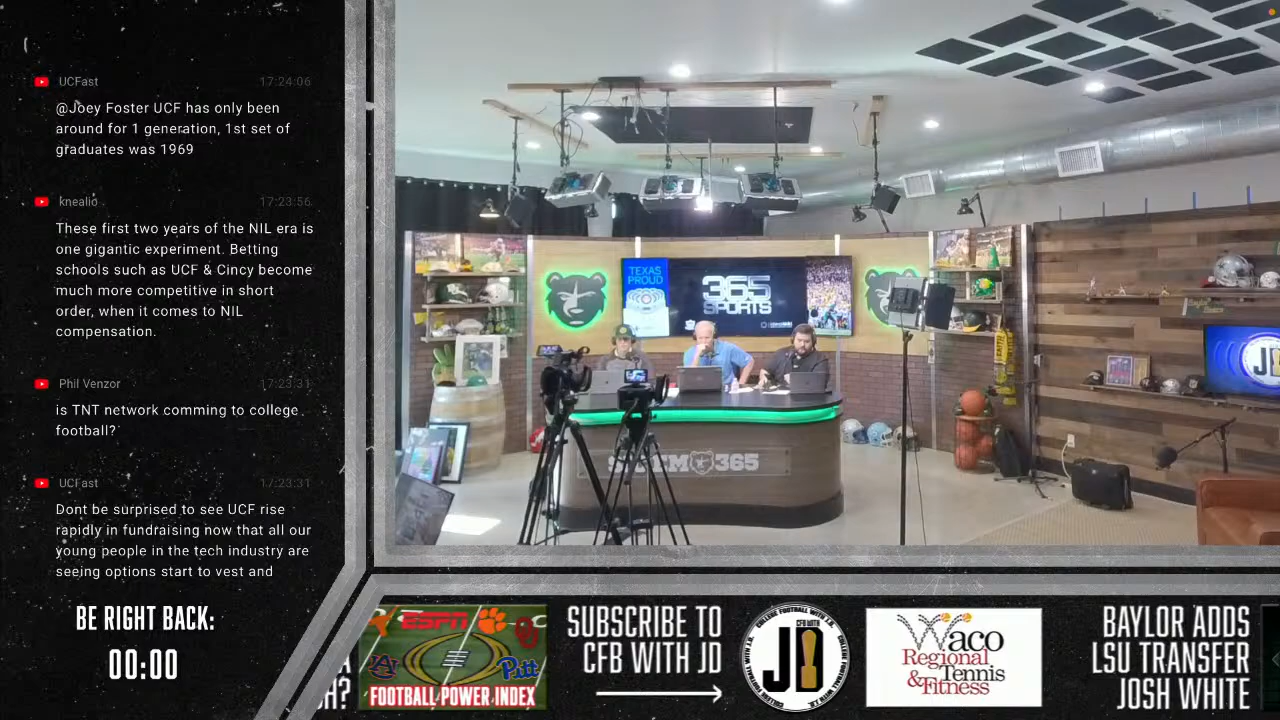 UCFast 17:24:06
@Joey Foster UCF has only been
around for 1 generation, 1st set of
graduates was 1969
knealio 17:23:56
These first two years of the NIL era is
one gigantic experiment. Betting
schools such as UCF & Cincy become
much more competitive in short
order, when it comes to NIL
compensation.
Phil Venzor 17:23:31
is TNT network comming to college
football?
UCFast 17:23:31
Dont be surprised to see UCF rise
rapidly in fundraising now that all our
young people in the tech industry are
seeing options start to vest and
BE RIGHT BACK:
00:00
TEXAS
PROUD
365
SPORTS
365
ESPN
Pitt
FOOTBALL POWER INDEX
SUBSCRIBE TO
CFB WITH JD
COLLEGE FOOTBALL WITH J.D.
CFB WITH
JD
Waco
Regional
Tennis
&Fitness
BAYLOR ADDS
LSU TRANSFER
JOSH WHITE